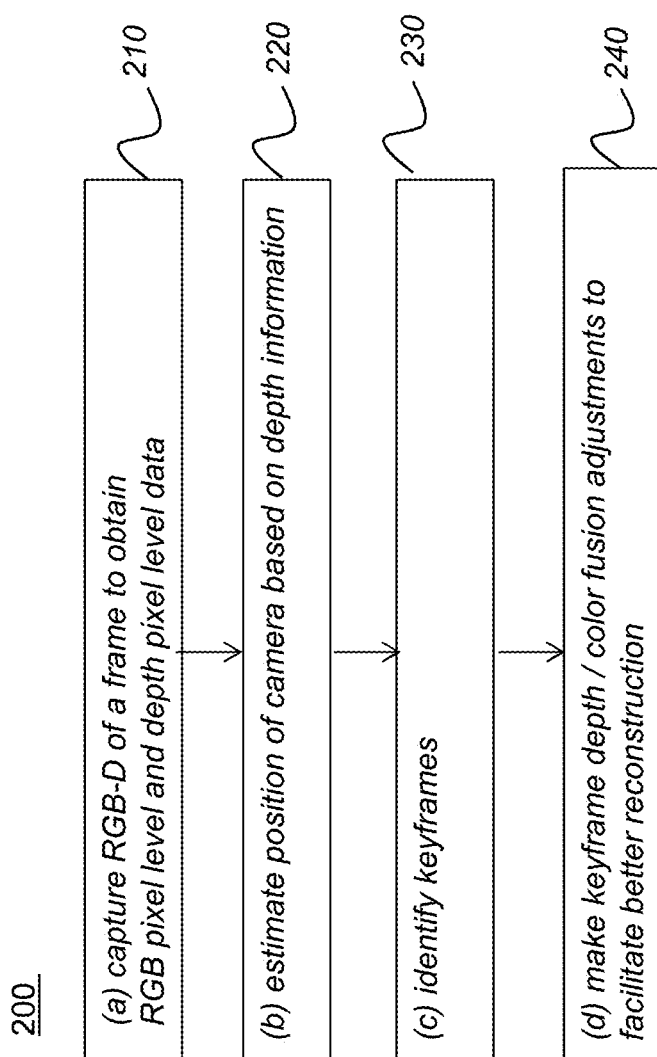 200
(a) capture RGB-D of a frame to obtain
RGB pixel level and depth pixel level data
210
(b) estimate position of camera based on depth information
220
(c) identify keyframes
230
(d) make keyframe depth / color fusion adjustments to
facilitate better reconstruction
240